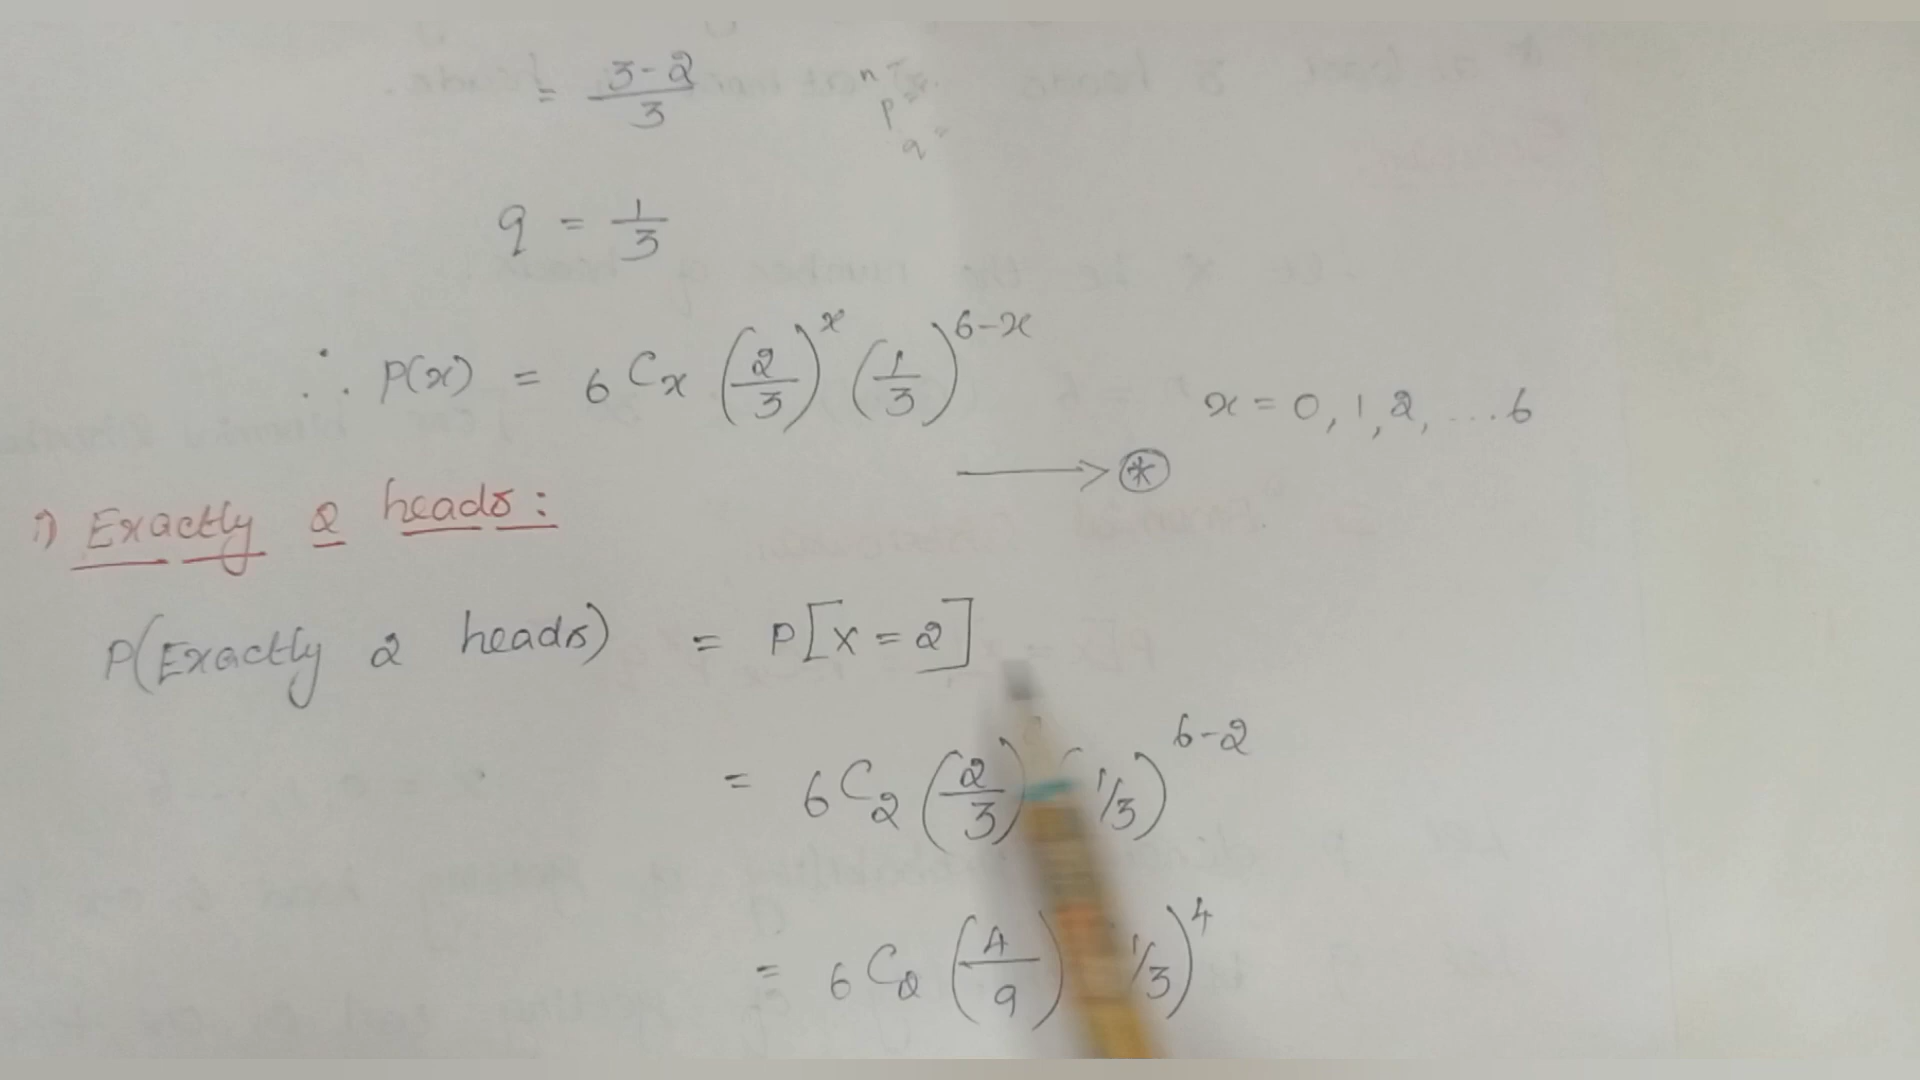 = 3-2/3
n
p
q
q = 1/3
∴ P(x) = 6Cx (2/3)^x (1/3)^6-x
x = 0, 1, 2, ... 6
⟶ ⊛
i) Exactly 2 heads:
P(Exactly 2 heads) = P[X = 2]
= 6C2 (2/3) 1/3)^6-2
= 6C2 (4/9) 1/3)^4